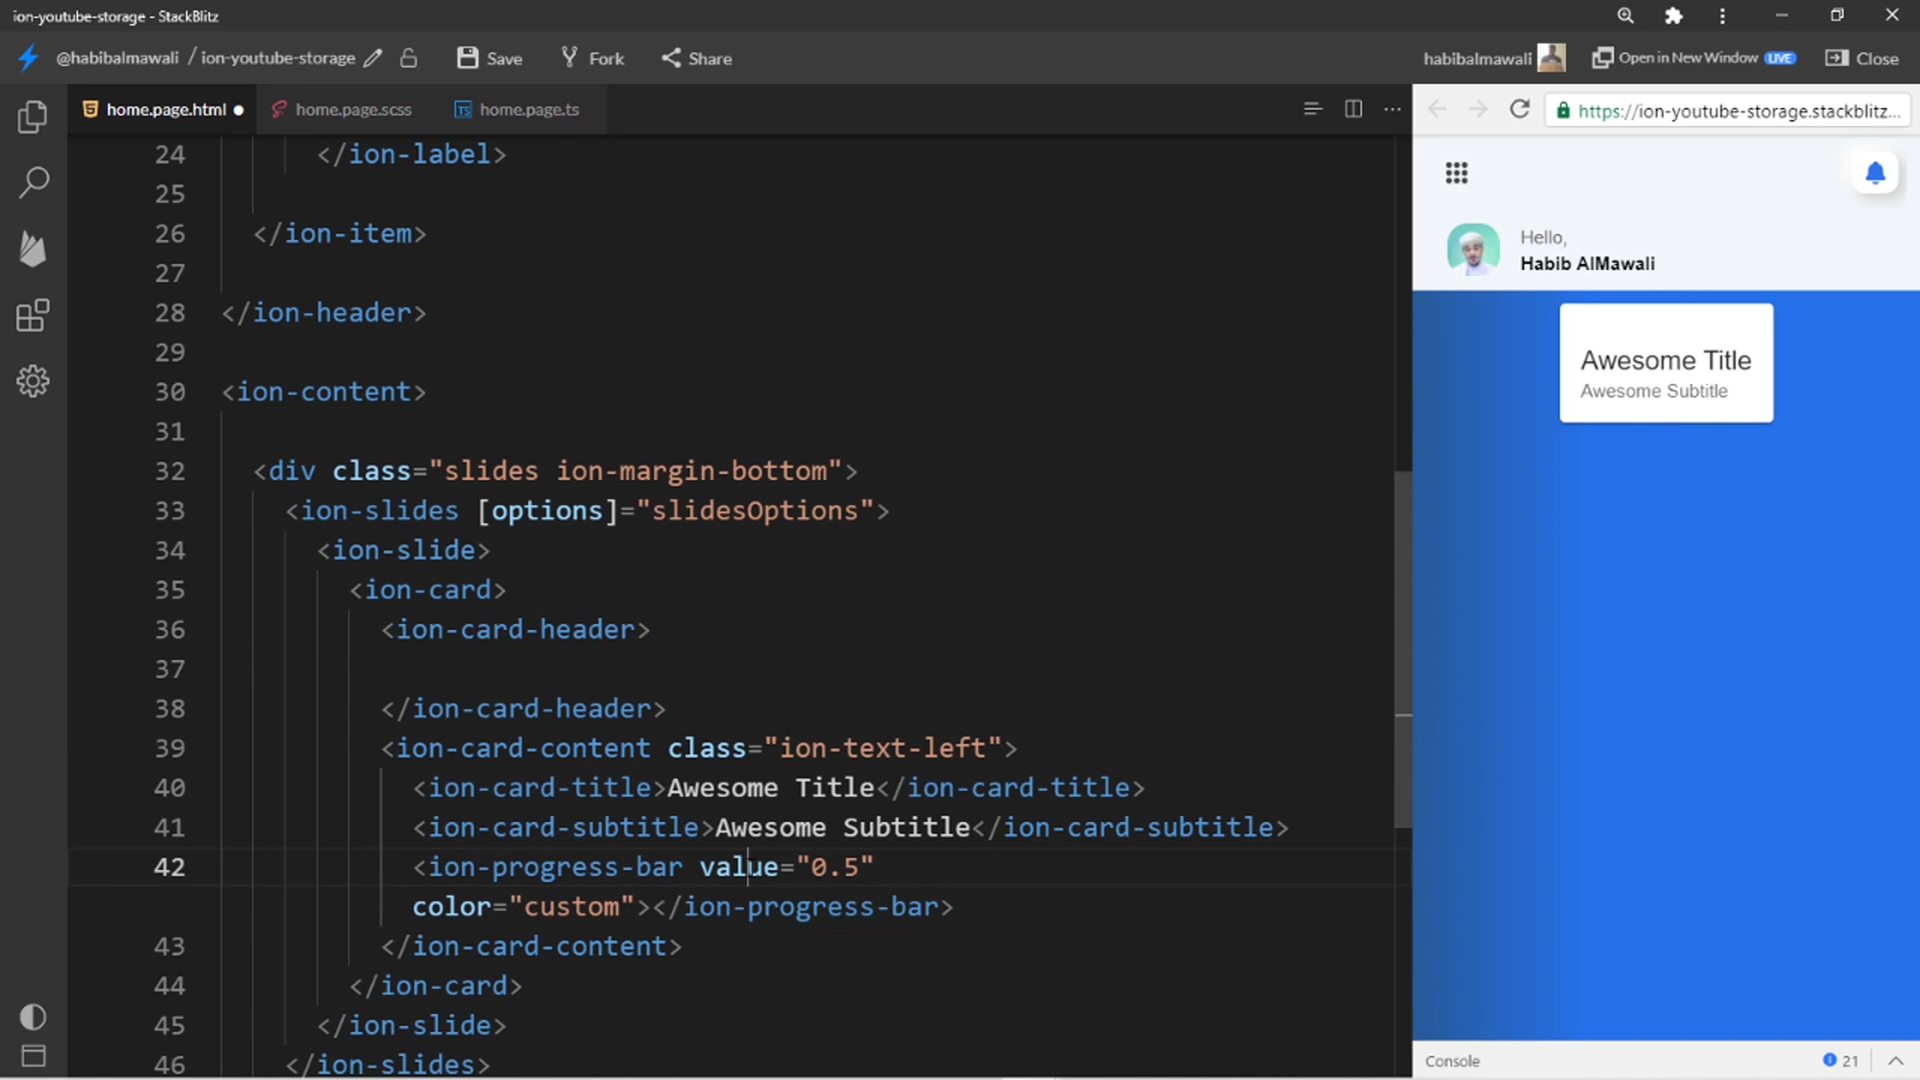 ion-youtube-storage - StackBlitz
@habibalmawali / ion-youtube-storage
Save
Fork
Share
habibalmawali
Open in New Window LIVE
Close
home.page.html
home.page.scss
TS home.page.ts
https://ion-youtube-storage.stackblitz...
24 </ion-label>
25
26 </ion-item>
27
28 </ion-header>
29
30 <ion-content>
31
32 <div class="slides ion-margin-bottom">
33 <ion-slides [options]="slidesOptions">
34 <ion-slide>
35 <ion-card>
36 <ion-card-header>
37
38 </ion-card-header>
39 <ion-card-content class="ion-text-left">
40 <ion-card-title>Awesome Title</ion-card-title>
41 <ion-card-subtitle>Awesome Subtitle</ion-card-subtitle>
42 <ion-progress-bar value="0.5"
color="custom"></ion-progress-bar>
43 </ion-card-content>
44 </ion-card>
45 </ion-slide>
46 </ion-slides>
Hello,
Habib AlMawali
Awesome Title
Awesome Subtitle
Console
21